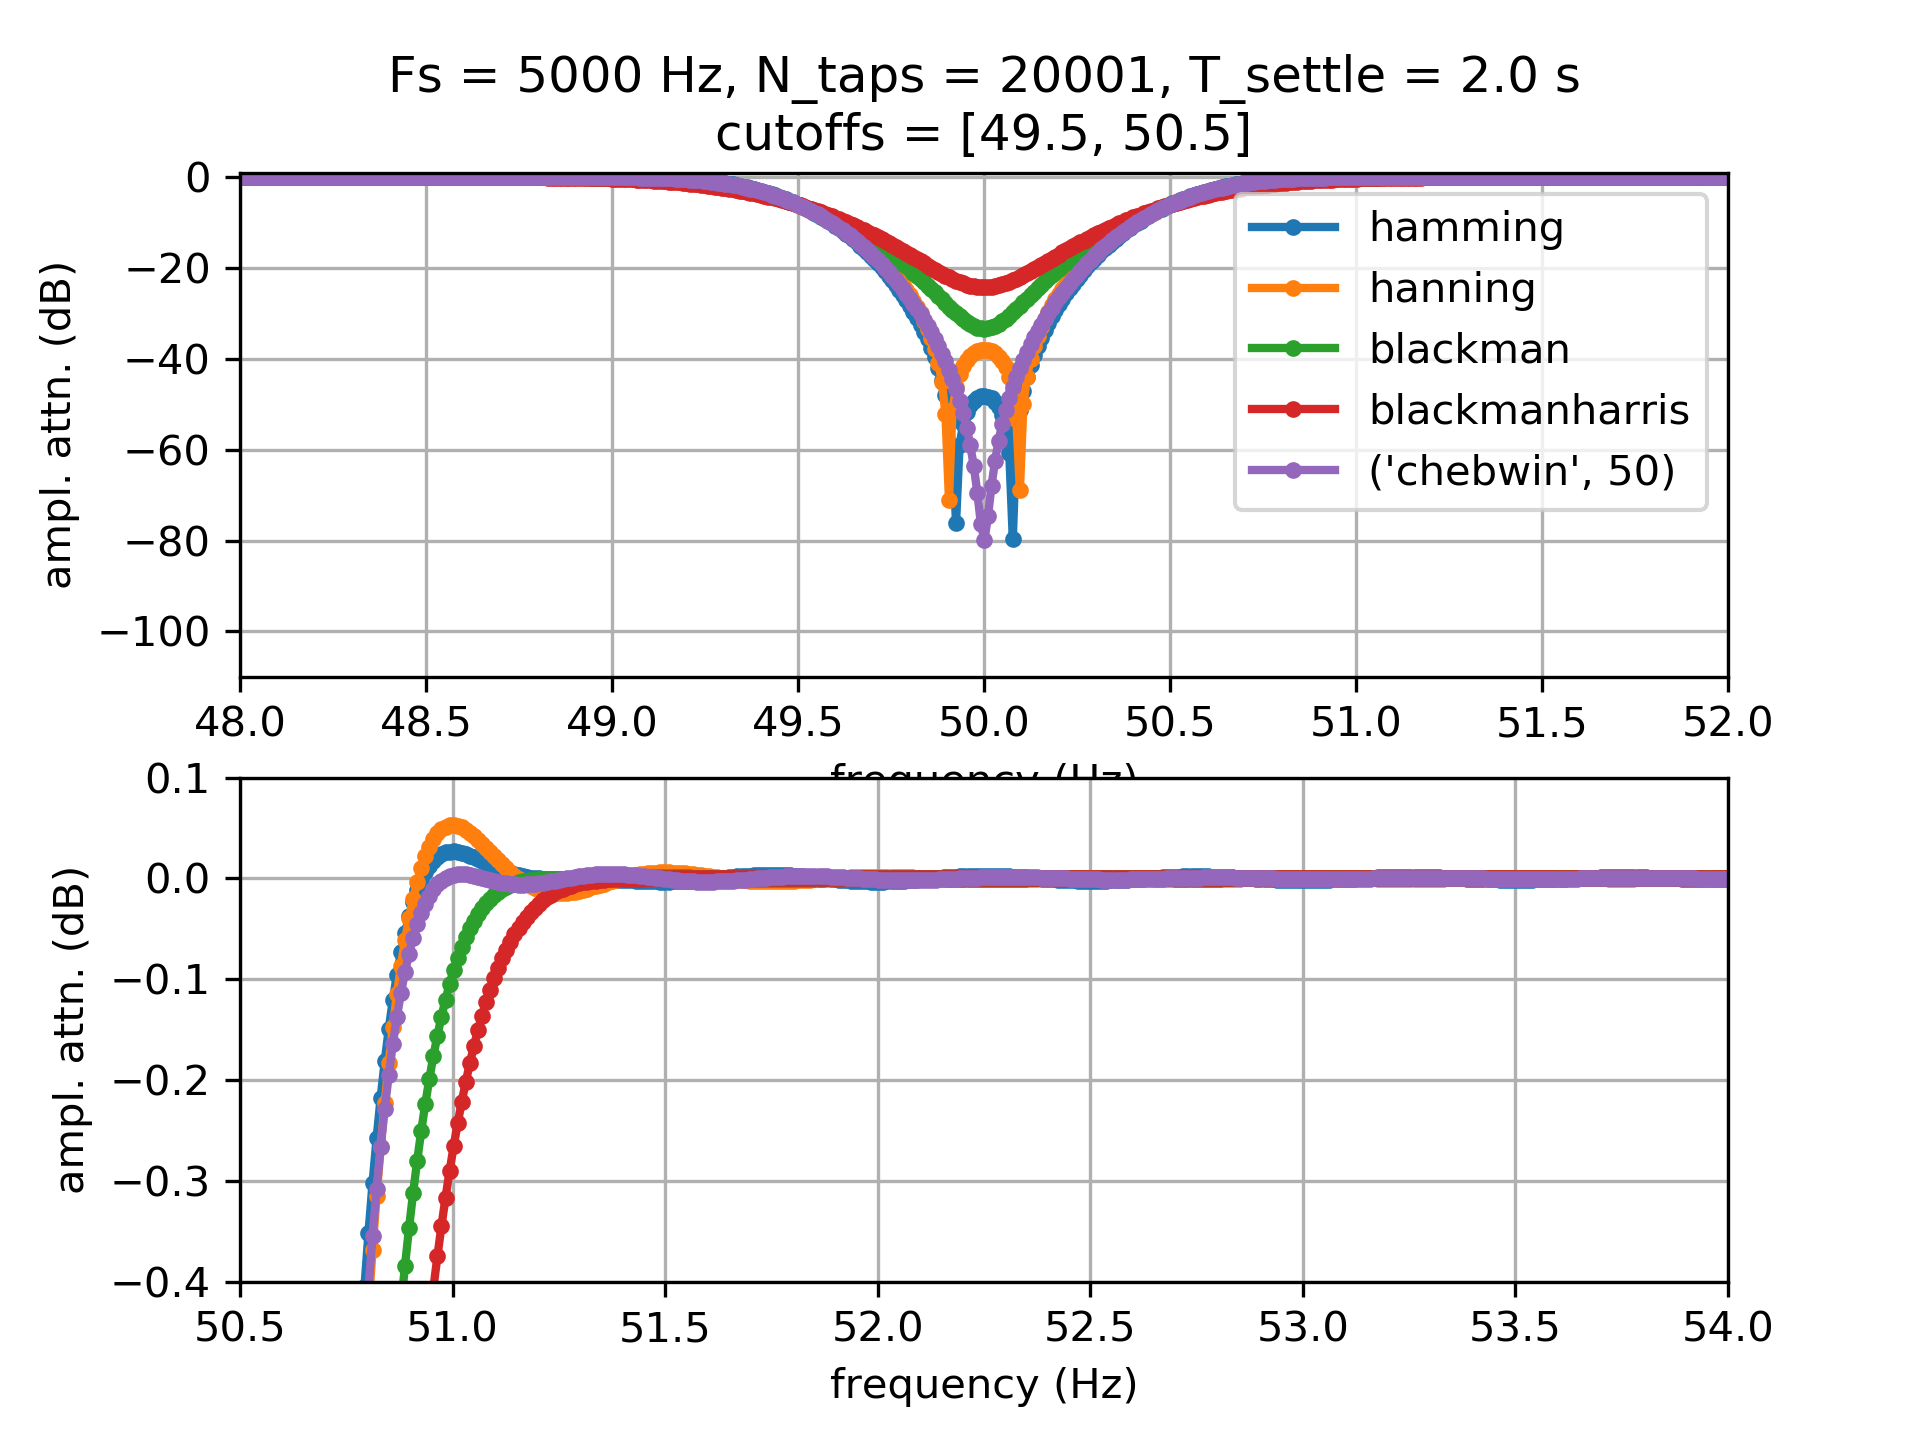 Fs = 5000 Hz, N_taps = 20001, T_settle = 2.0 s
cutoffs = [49.5, 50.5]
ampl. attn. (dB)
0
−20
−40
−60
−80
−100
hamming
hanning
blackman
blackmanharris
('chebwin', 50)
48.0 48.5 49.0 49.5 50.0 50.5 51.0 51.5 52.0
frequency (Hz)
ampl. attn. (dB)
0.1
0.0
−0.1
−0.2
−0.3
−0.4
50.5 51.0 51.5 52.0 52.5 53.0 53.5 54.0
frequency (Hz)